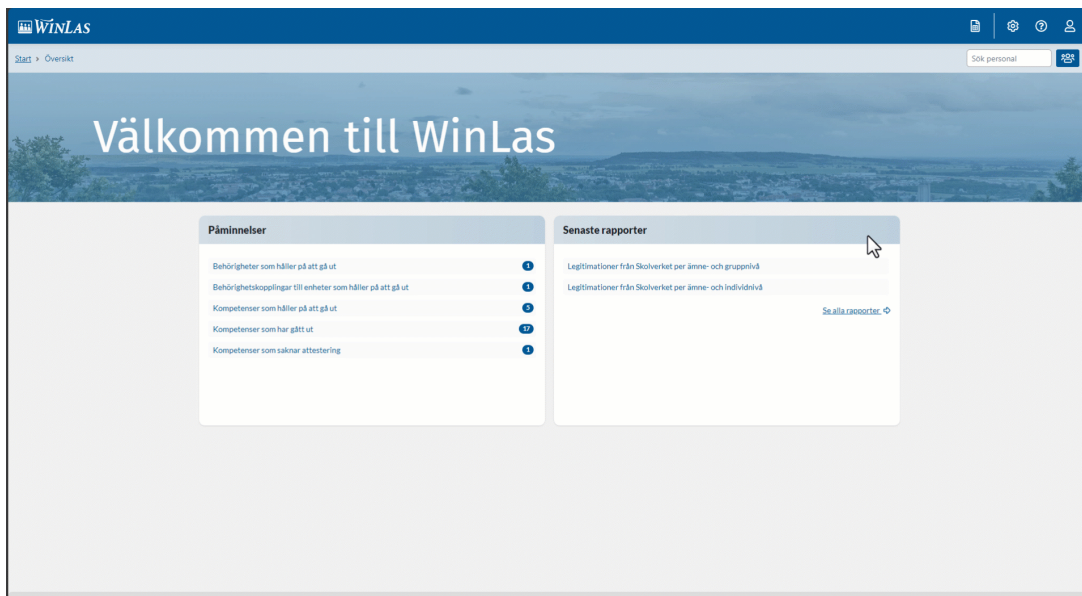 WINLAS
Start > Översikt
Sök personal
Välkommen till WinLas
Påminnelser
Behörigheter som håller på att gå ut 1
Behörighetskopplingar till enheter som håller på att gå ut 1
Kompetenser som håller på att gå ut 5
Kompetenser som har gått ut 17
Kompetenser som saknar attestering 1
Senaste rapporter
Legitimationer från Skolverket per ämne- och gruppnivå
Legitimationer från Skolverket per ämne- och individnivå
Se alla rapporter